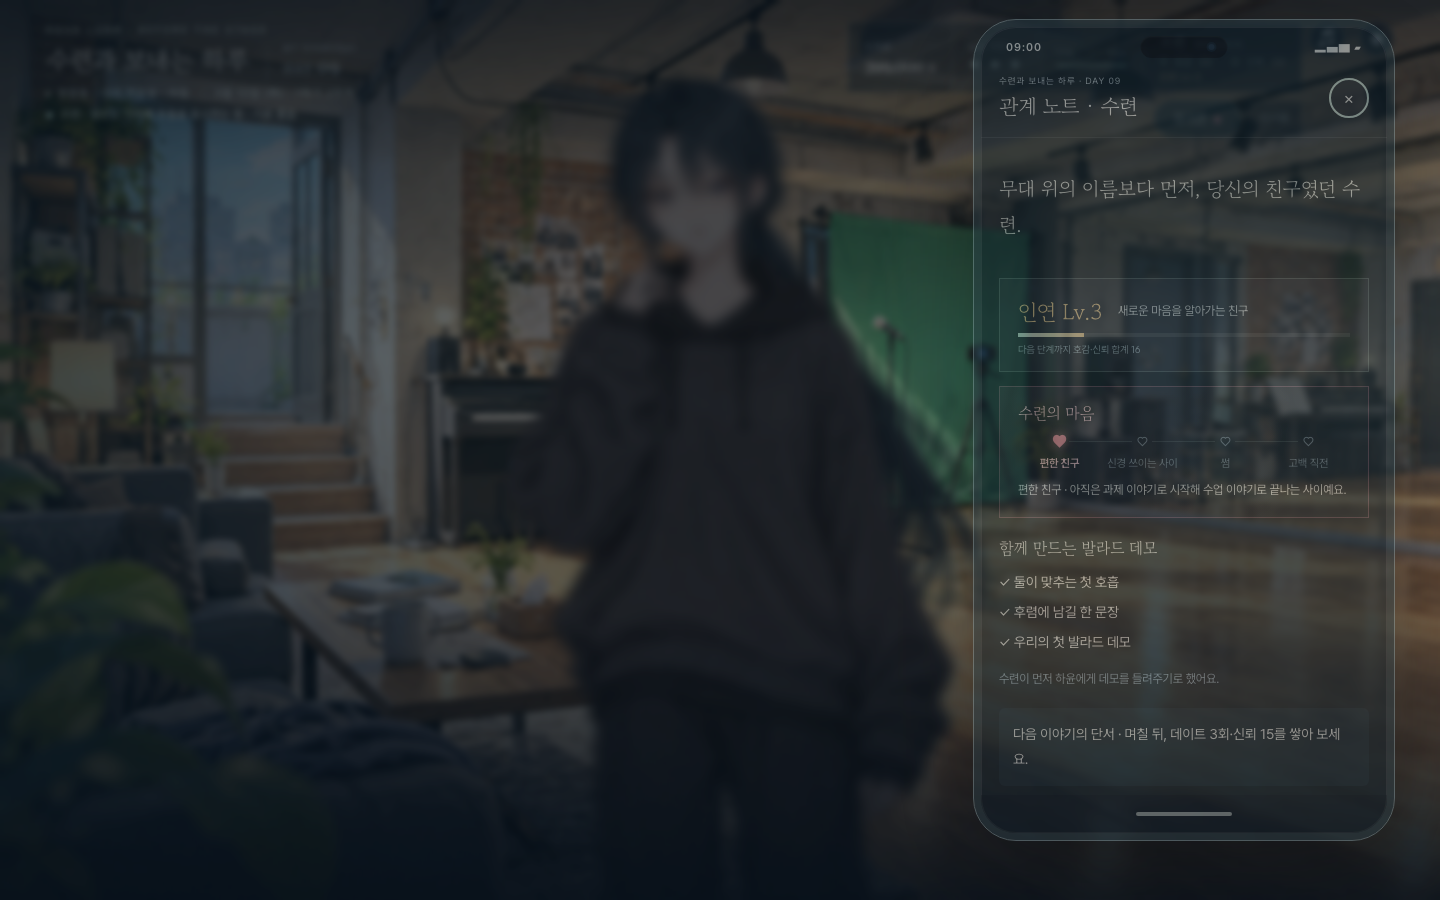 수련과 보내는 하루
09:00
수련과 보내는 하루 · DAY 09
관계 노트 · 수련
×
무대 위의 이름보다 먼저, 당신의 친구였던 수
련.
인연 Lv.3 새로운 마음을 알아가는 친구
다음 단계까지 호감·신뢰 합계 16
수련의 마음
편한 친구 신경 쓰이는 사이 썸 고백 직전
편한 친구 · 아직은 과제 이야기로 시작해 수업 이야기로 끝나는 사이예요.
함께 만드는 발라드 데모
✓ 둘이 맞추는 첫 호흡
✓ 후렴에 남길 한 문장
✓ 우리의 첫 발라드 데모
수련이 먼저 하윤에게 데모를 들려주기로 했어요.
다음 이야기의 단서 · 며칠 뒤, 데이트 3회·신뢰 15를 쌓아 보세
요.